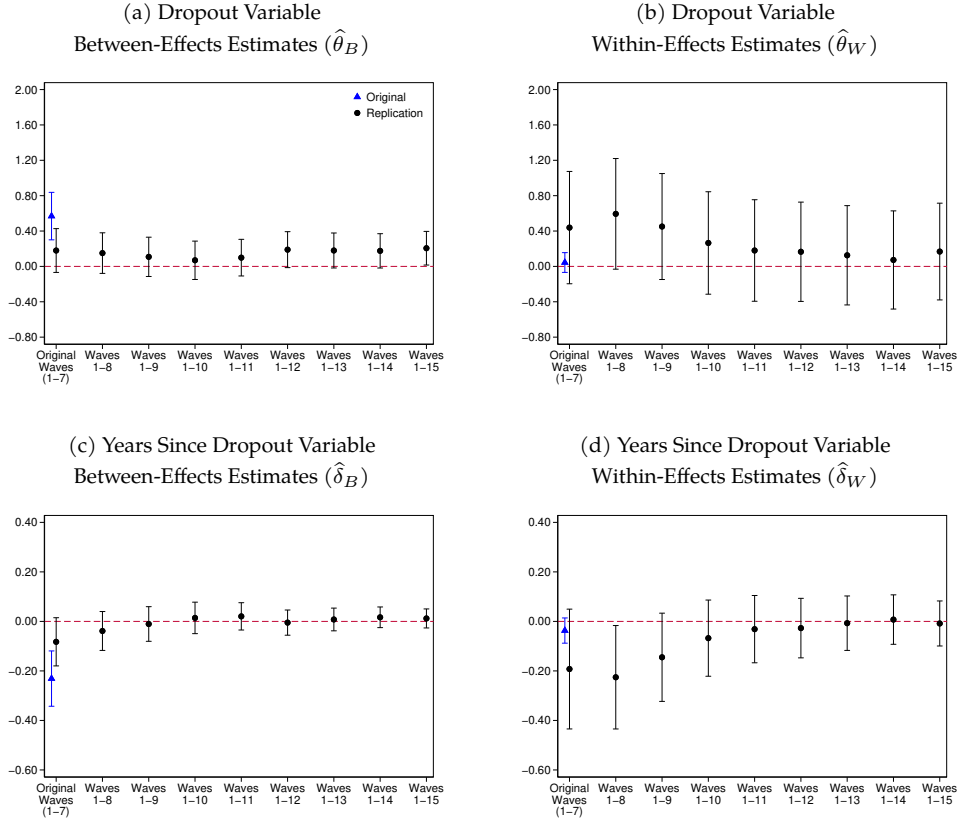 (a) Dropout Variable
Between-Effects Estimates (θ̂_B)
2.00
1.60
1.20
0.80
0.40
0.00
−0.40
−0.80
Original
Replication
Original Waves Waves Waves Waves Waves Waves Waves Waves
Waves 1−8 1−9 1−10 1−11 1−12 1−13 1−14 1−15
(1−7)
(b) Dropout Variable
Within-Effects Estimates (θ̂_W)
2.00
1.60
1.20
0.80
0.40
0.00
−0.40
−0.80
Original Waves Waves Waves Waves Waves Waves Waves Waves
Waves 1−8 1−9 1−10 1−11 1−12 1−13 1−14 1−15
(1−7)
(c) Years Since Dropout Variable
Between-Effects Estimates (δ̂_B)
0.40
0.20
0.00
−0.20
−0.40
−0.60
Original Waves Waves Waves Waves Waves Waves Waves Waves
Waves 1−8 1−9 1−10 1−11 1−12 1−13 1−14 1−15
(1−7)
(d) Years Since Dropout Variable
Within-Effects Estimates (δ̂_W)
0.40
0.20
0.00
−0.20
−0.40
−0.60
Original Waves Waves Waves Waves Waves Waves Waves Waves
Waves 1−8 1−9 1−10 1−11 1−12 1−13 1−14 1−15
(1−7)